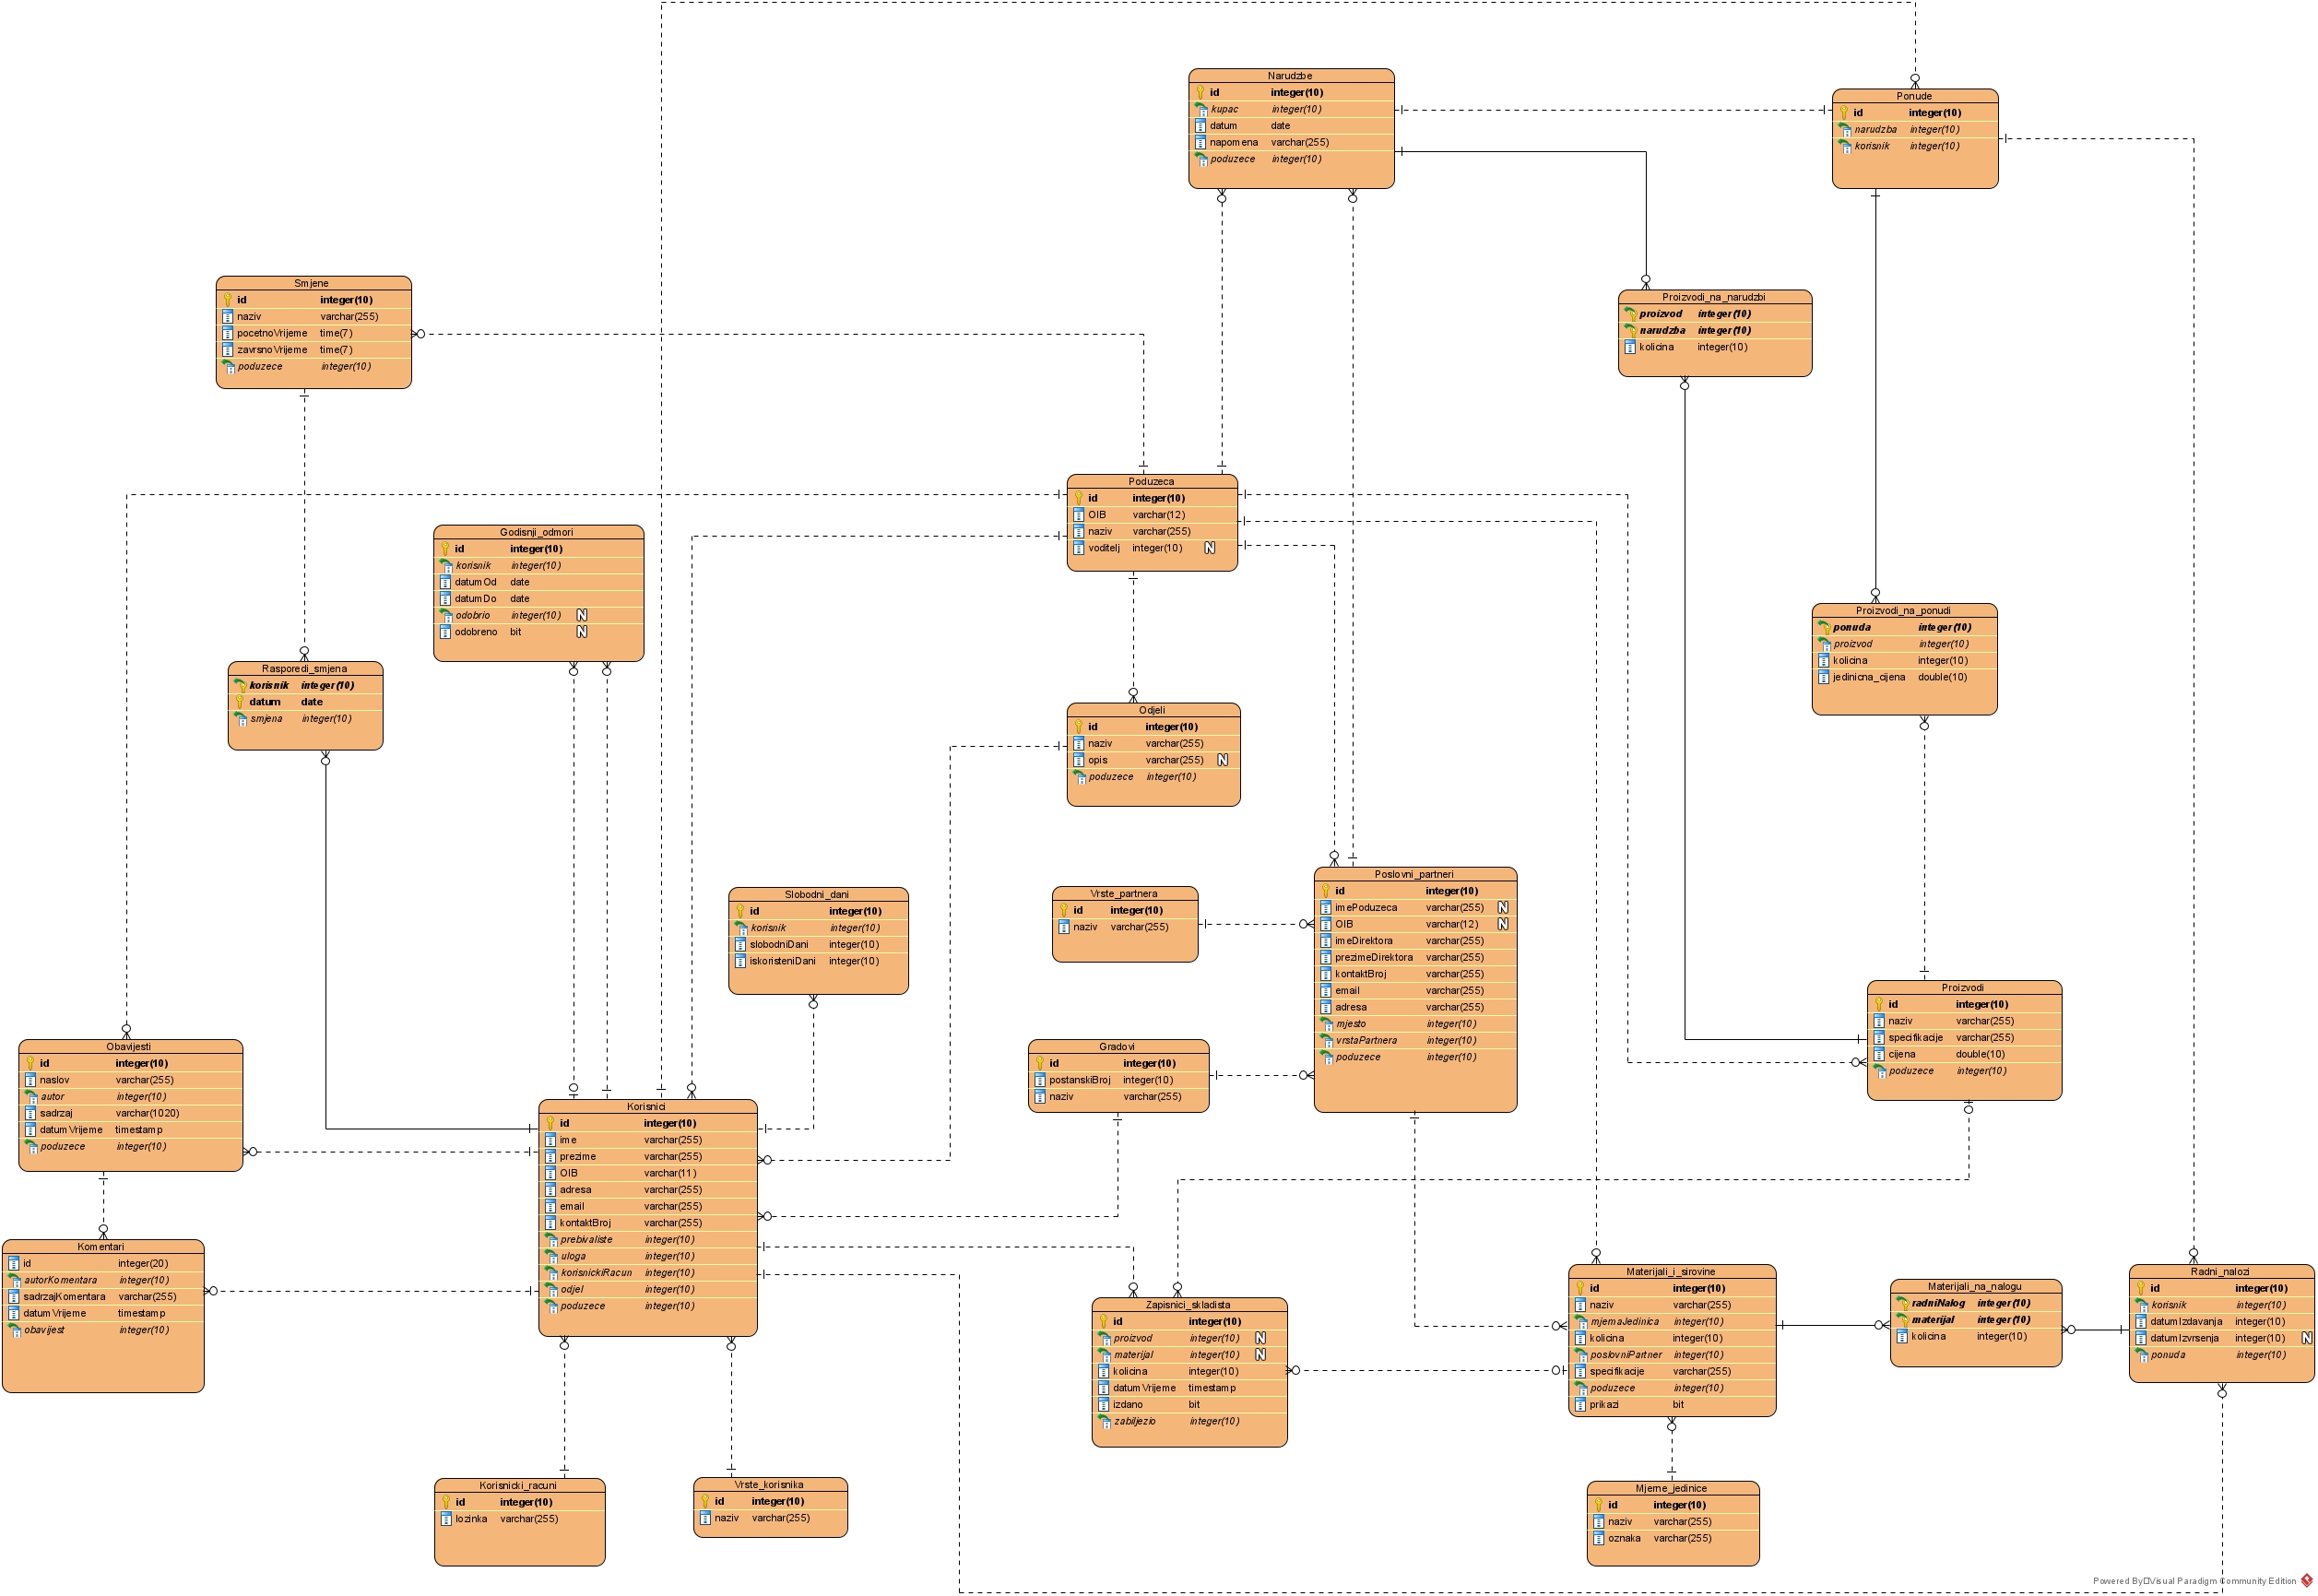 Narudzbe
id integer(10)
kupac integer(10)
datum date
napomena varchar(255)
poduzece integer(10)
Ponude
id integer(10)
narudzba integer(10)
korisnik integer(10)
Smjene
id integer(10)
naziv varchar(255)
pocetnoVrijeme time(7)
zavrsnoVrijeme time(7)
poduzece integer(10)
Proizvodi_na_narudzbi
proizvod integer(10)
narudzba integer(10)
kolicina integer(10)
Poduzeca
id integer(10)
OIB varchar(12)
naziv varchar(255)
voditelj integer(10) N
Godisnji_odmori
id integer(10)
korisnik integer(10)
datumOd date
datumDo date
odobrio integer(10) N
odobreno bit N
Proizvodi_na_ponudi
ponuda integer(10)
proizvod integer(10)
kolicina integer(10)
jedinicna_cijena double(10)
Rasporedi_smjena
korisnik integer(10)
datum date
smjena integer(10)
Odjeli
id integer(10)
naziv varchar(255)
opis varchar(255) N
poduzece integer(10)
Slobodni_dani
id integer(10)
korisnik integer(10)
slobodniDani integer(10)
iskoristeniDani integer(10)
Vrste_partnera
id integer(10)
naziv varchar(255)
Poslovni_partneri
id integer(10)
imePoduzeca varchar(255) N
OIB varchar(12) N
imeDirektora varchar(255)
prezimeDirektora varchar(255)
kontaktBroj varchar(255)
email varchar(255)
adresa varchar(255)
mjesto integer(10)
vrstaPartnera integer(10)
poduzece integer(10)
Proizvodi
id integer(10)
naziv varchar(255)
specifikacije varchar(255)
cijena double(10)
poduzece integer(10)
Obavijesti
id integer(10)
naslov varchar(255)
autor integer(10)
sadrzaj varchar(1020)
datumVrijeme timestamp
poduzece integer(10)
Gradovi
id integer(10)
postanskiBroj integer(10)
naziv varchar(255)
Korisnici
id integer(10)
ime varchar(255)
prezime varchar(255)
OIB varchar(11)
adresa varchar(255)
email varchar(255)
kontaktBroj varchar(255)
prebivaliste integer(10)
uloga integer(10)
korisnickiRacun integer(10)
odjel integer(10)
poduzece integer(10)
Komentari
id integer(20)
autorKomentara integer(10)
sadrzajKomentara varchar(255)
datumVrijeme timestamp
obavijest integer(10)
Zapisnici_skladista
id integer(10)
proizvod integer(10) N
materijal integer(10) N
kolicina integer(10)
datumVrijeme timestamp
izdano bit
zabiljezio integer(10)
Materijali_i_sirovine
id integer(10)
naziv varchar(255)
mjernaJedinica integer(10)
kolicina integer(10)
poslovniPartner integer(10)
specifikacije varchar(255)
poduzece integer(10)
prikazi bit
Materijali_na_nalogu
radniNalog integer(10)
materijal integer(10)
kolicina integer(10)
Radni_nalozi
id integer(10)
korisnik integer(10)
datumIzdavanja integer(10)
datumIzvrsenja integer(10) N
ponuda integer(10)
Korisnicki_racuni
id integer(10)
lozinka varchar(255)
Vrste_korisnika
id integer(10)
naziv varchar(255)
Mjerne_jedinice
id integer(10)
naziv varchar(255)
oznaka varchar(255)
Powered By Visual Paradigm Community Edition